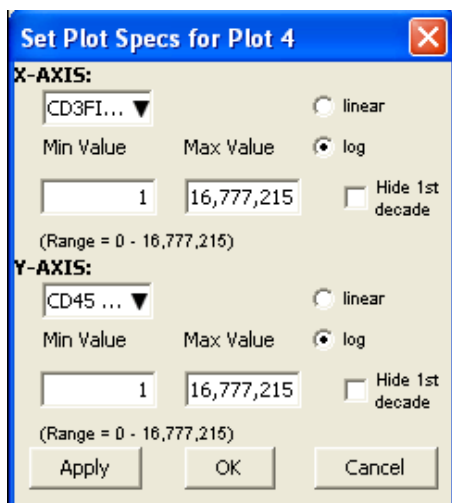 Set Plot Specs for Plot 4
X-AXIS:
CD3FI... linear
Min Value Max Value log
1 16,777,215 Hide 1st
decade
(Range = 0 - 16,777,215)
Y-AXIS:
CD45 ... linear
Min Value Max Value log
1 16,777,215 Hide 1st
decade
(Range = 0 - 16,777,215)
Apply OK Cancel